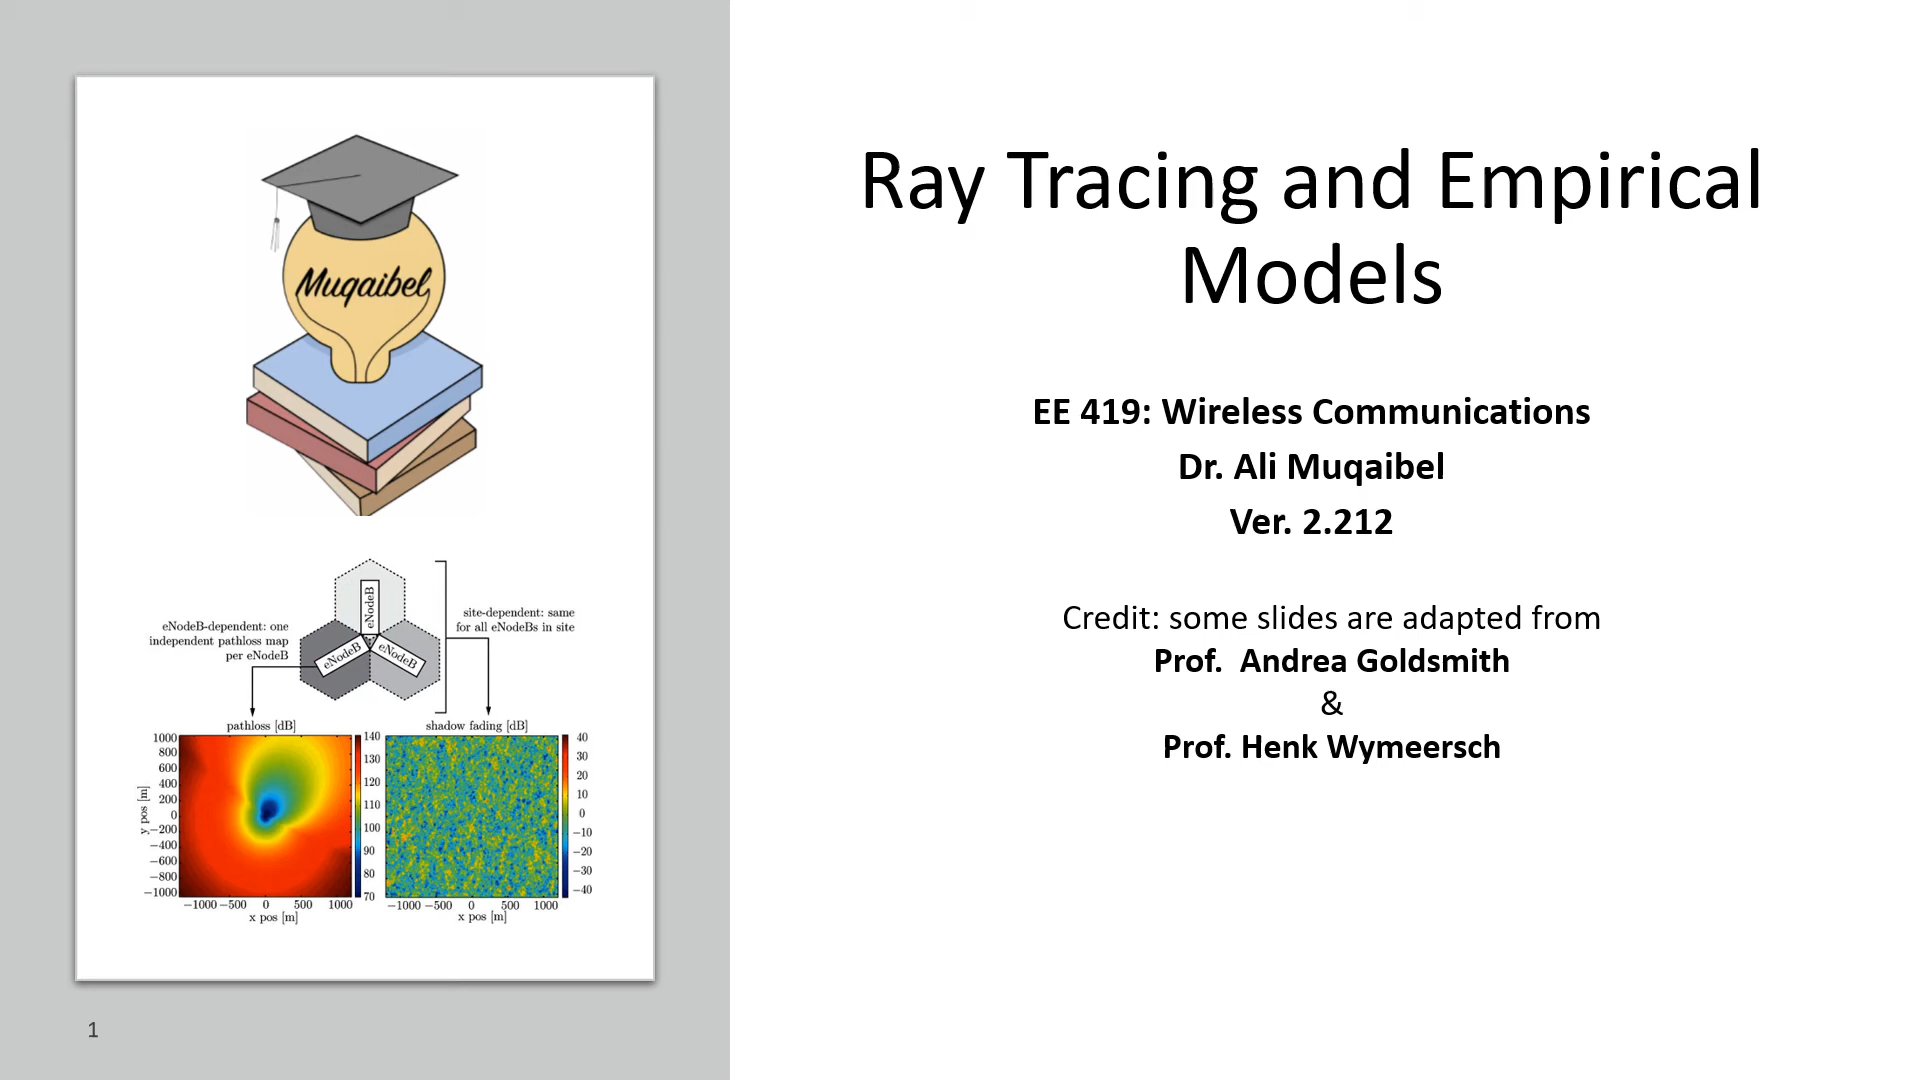 Muqaibel
eNodeB
eNodeB
eNodeB
eNodeB-dependent: one
independent pathloss map
per eNodeB
site-dependent: same
for all eNodeBs in site
pathloss [dB]
1000
800
600
400
200
0
−200
−400
−600
−800
−1000
y pos [m]
−1000 −500 0 500 1000
x pos [m]
140
130
120
110
100
90
80
70
shadow fading [dB]
−1000 −500 0 500 1000
x pos [m]
40
30
20
10
0
−10
−20
−30
−40
1
Ray Tracing and Empirical
Models
EE 419: Wireless Communications
Dr. Ali Muqaibel
Ver. 2.212
Credit: some slides are adapted from
Prof. Andrea Goldsmith
&
Prof. Henk Wymeersch